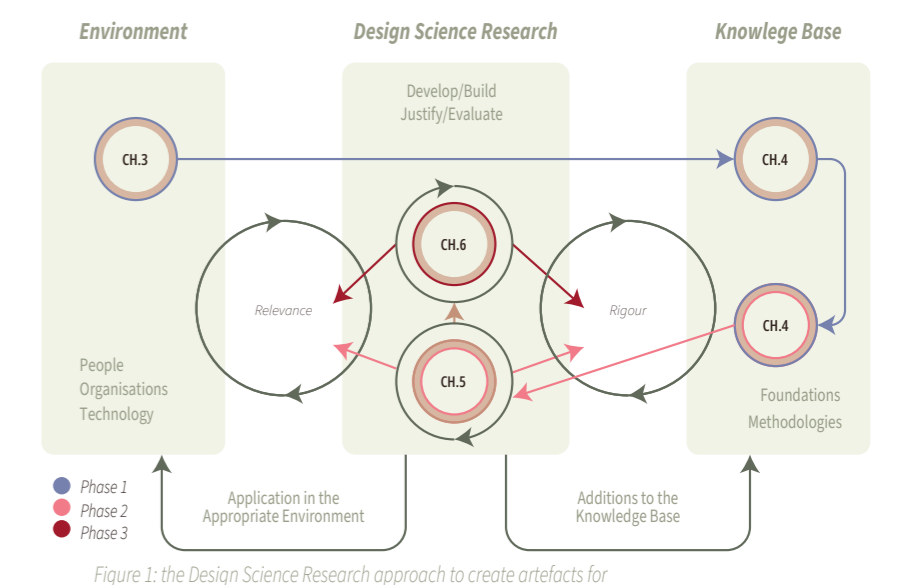 Environment
Design Science Research
Knowlege Base
Develop/Build
Justify/Evaluate
CH.3
CH.4
CH.6
Relevance
Rigour
CH.4
CH.5
People
Organisations
Technology
Foundations
Methodologies
Phase 1
Phase 2
Phase 3
Application in the
Appropriate Environment
Additions to the
Knowledge Base
Figure 1: the Design Science Research approach to create artefacts for